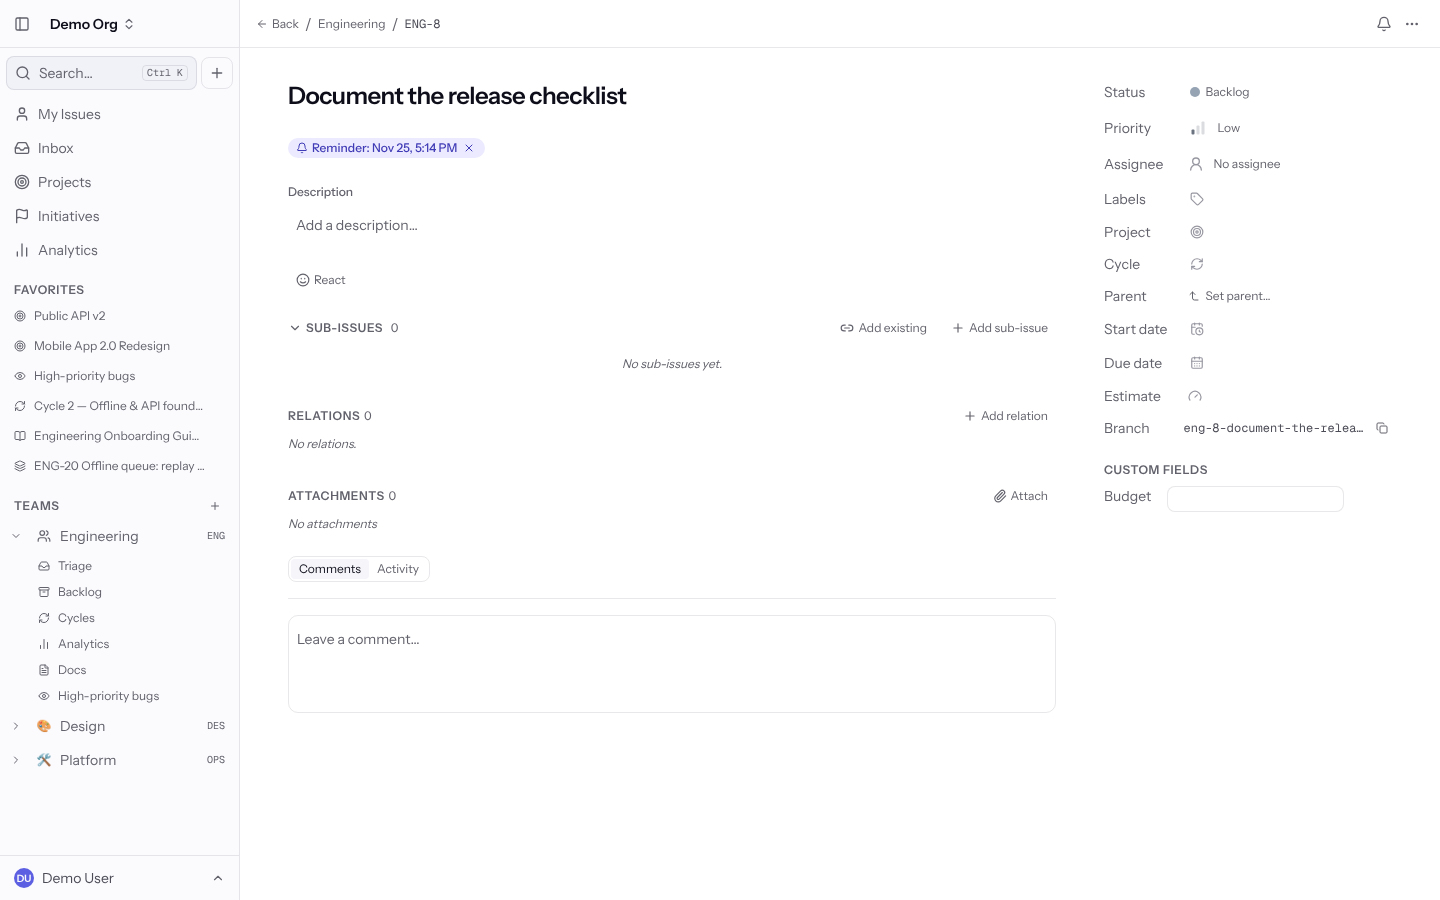 Demo Org
Back / Engineering / ENG-8
Search...
Ctrl K
My Issues
Inbox
Projects
Initiatives
Analytics
FAVORITES
Public API v2
Mobile App 2.0 Redesign
High-priority bugs
Cycle 2 — Offline & API found...
Engineering Onboarding Gui...
ENG-20 Offline queue: replay ...
TEAMS
Engineering
ENG
Triage
Backlog
Cycles
Analytics
Docs
High-priority bugs
Design
DES
Platform
OPS
DU
Demo User
Document the release checklist
Reminder: Nov 25, 5:14 PM
Description
Add a description...
React
SUB-ISSUES 0
Add existing
Add sub-issue
No sub-issues yet.
RELATIONS 0
Add relation
No relations.
ATTACHMENTS 0
Attach
No attachments
Comments
Activity
Leave a comment...
Status
Backlog
Priority
Low
Assignee
No assignee
Labels
Project
Cycle
Parent
Set parent...
Start date
Due date
Estimate
Branch
eng-8-document-the-relea…
CUSTOM FIELDS
Budget